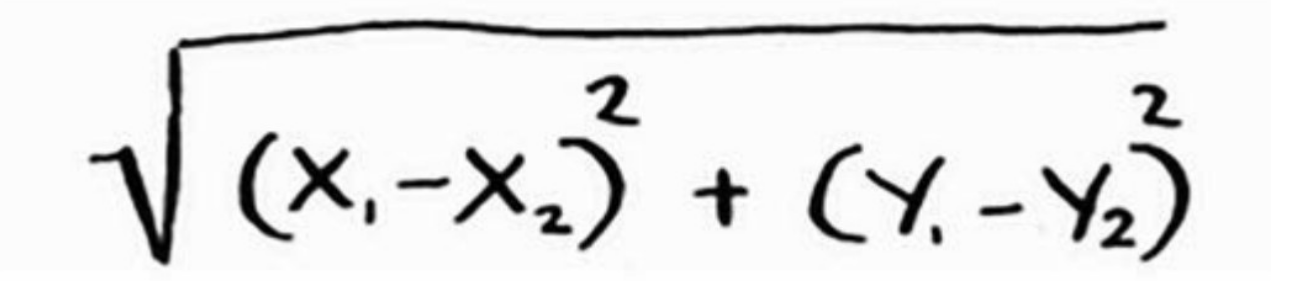 √((X₁-X₂)² + (Y₁-Y₂)²)